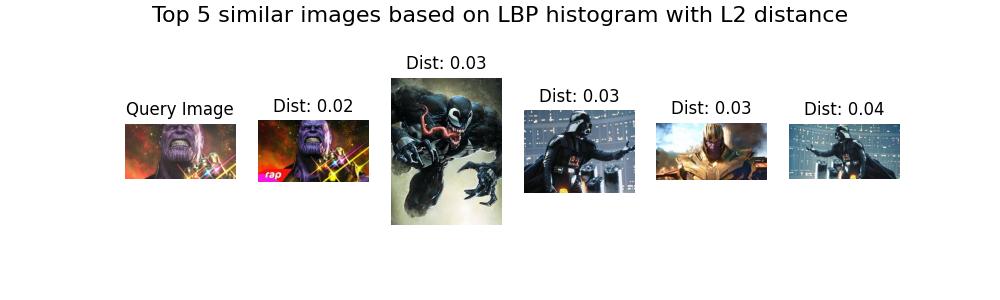 Top 5 similar images based on LBP histogram with L2 distance
Query Image
Dist: 0.02
Dist: 0.03
Dist: 0.03
Dist: 0.03
Dist: 0.04
rap